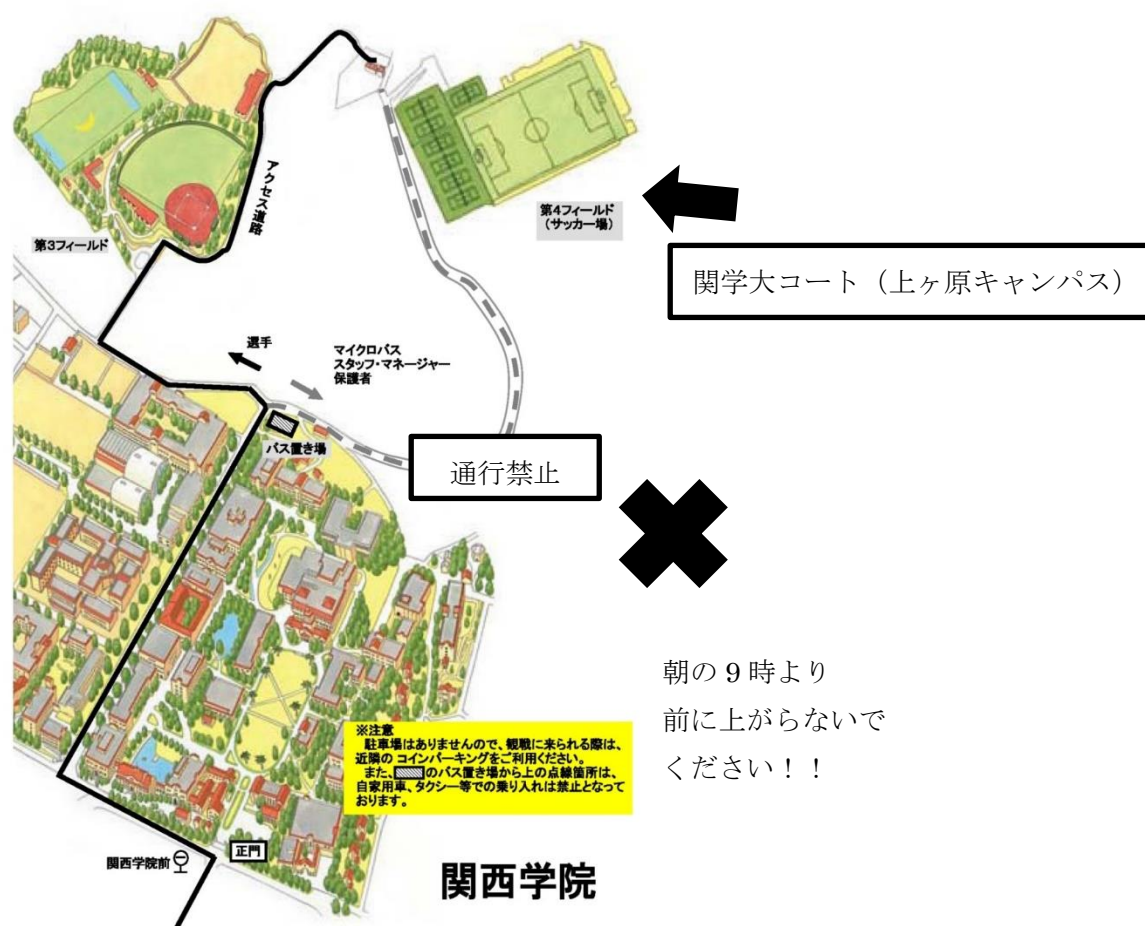 アクセス道路
第3フィールド
第4フィールド
（サッカー場）
関学大コート（上ヶ原キャンパス）
選手
マイクロバス
スタッフ・マネージャー
保護者
バス置き場
通行禁止
朝の 9 時より
前に上がらないで
ください！！
※注意
駐車場はありませんので、観戦に来られる際は、
近隣の コインパーキングをご利用ください。
また、のバス置き場から上の点線箇所は、
自家用車、タクシー等での乗り入れは禁止となって
おります。
正門
関西学院前
関西学院